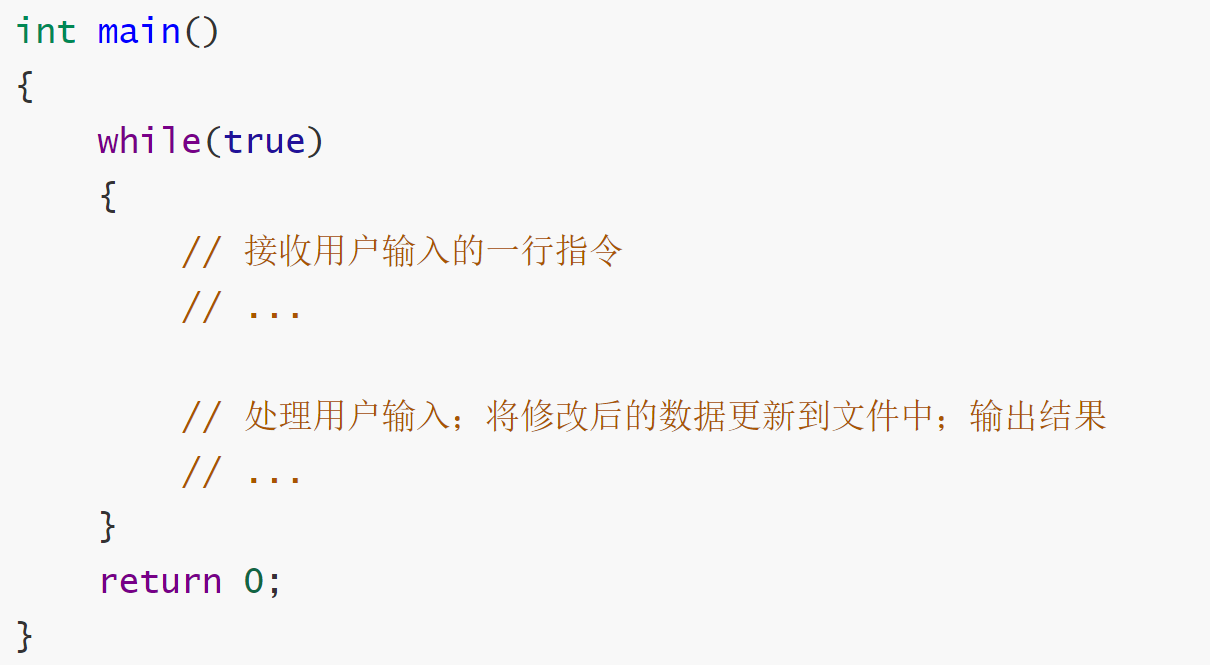 int main()
{
    while(true)
    {
        // 接收用户输入的一行指令
        // ...

        // 处理用户输入；将修改后的数据更新到文件中；输出结果
        // ...
    }
    return 0;
}